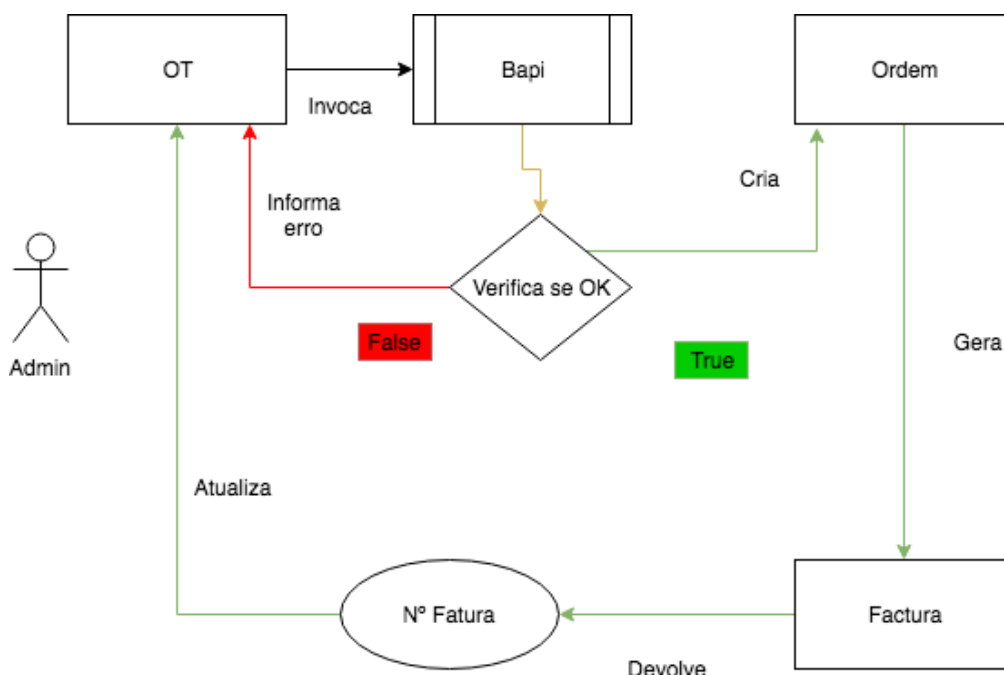 OT
Bapi
Ordem
Invoca
Cria
Informa
erro
Verifica se OK
False
True
Gera
Admin
Atualiza
Nº Fatura
Factura
Devolve